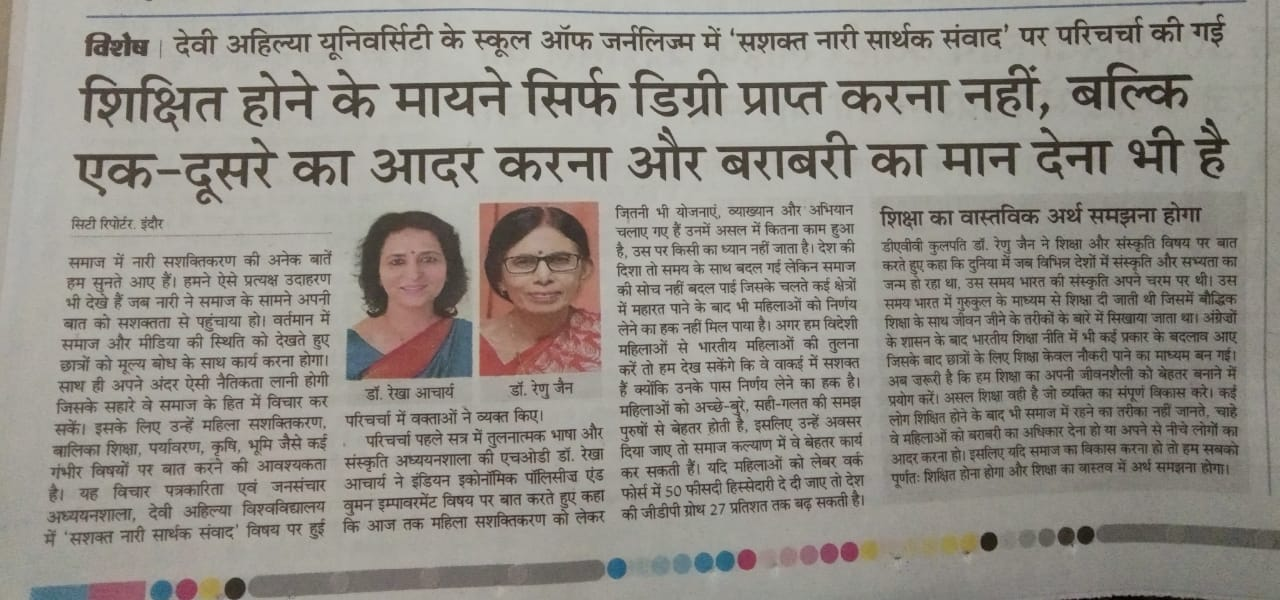 विशेष | देवी अहिल्या यूनिवर्सिटी के स्कूल ऑफ जर्नलिज्म में ‘सशक्त नारी सार्थक संवाद’ पर परिचर्चा की गई
शिक्षित होने के मायने सिर्फ डिग्री प्राप्त करना नहीं, बल्कि
एक-दूसरे का आदर करना और बराबरी का मान देना भी है
सिटी रिपोर्टर. इंदौर
समाज में नारी सशक्तिकरण की अनेक बातें
हम सुनते आए हैं। हमने ऐसे प्रत्यक्ष उदाहरण
भी देखे हैं जब नारी ने समाज के सामने अपनी
बात को सशक्तता से पहुंचाया हो। वर्तमान में
समाज और मीडिया की स्थिति को देखते हुए
छात्रों को मूल्य बोध के साथ कार्य करना होगा।
साथ ही अपने अंदर ऐसी नैतिकता लानी होगी
जिसके सहारे वे समाज के हित में विचार कर
सकें। इसके लिए उन्हें महिला सशक्तिकरण,
बालिका शिक्षा, पर्यावरण, कृषि, भूमि जैसे कई
गंभीर विषयों पर बात करने की आवश्यकता
है। यह विचार पत्रकारिता एवं जनसंचार
अध्ययनशाला, देवी अहिल्या विश्वविद्यालय
में ‘सशक्त नारी सार्थक संवाद’ विषय पर हुई
डॉ. रेखा आचार्य
डॉ. रेणु जैन
परिचर्चा में वक्ताओं ने व्यक्त किए।
परिचर्चा पहले सत्र में तुलनात्मक भाषा और
संस्कृति अध्ययनशाला की एचओडी डॉ. रेखा
आचार्य ने इंडियन इकोनॉमिक पॉलिसीज एंड
वुमन इम्पावरमेंट विषय पर बात करते हुए कहा
कि आज तक महिला सशक्तिकरण को लेकर
जितनी भी योजनाएं, व्याख्यान और अभियान
चलाए गए हैं उनमें असल में कितना काम हुआ
है, उस पर किसी का ध्यान नहीं जाता है। देश की
दिशा तो समय के साथ बदल गई लेकिन समाज
की सोच नहीं बदल पाई जिसके चलते कई क्षेत्रों
में महारत पाने के बाद भी महिलाओं को निर्णय
लेने का हक नहीं मिल पाया है। अगर हम विदेशी
महिलाओं से भारतीय महिलाओं की तुलना
करें तो हम देख सकेंगे कि वे वाकई में सशक्त
हैं क्योंकि उनके पास निर्णय लेने का हक है।
महिलाओं को अच्छे-बुरे, सही-गलत की समझ
पुरुषों से बेहतर होती है, इसलिए उन्हें अवसर
दिया जाए तो समाज कल्याण में वे बेहतर कार्य
कर सकती हैं। यदि महिलाओं को लेबर वर्क
फोर्स में 50 फीसदी हिस्सेदारी दे दी जाए तो देश
की जीडीपी ग्रोथ 27 प्रतिशत तक बढ़ सकती है।
शिक्षा का वास्तविक अर्थ समझना होगा
डीएवीवी कुलपति डॉ. रेणु जैन ने शिक्षा और संस्कृति विषय पर बात
करते हुए कहा कि दुनिया में जब विभिन्न देशों में संस्कृति और सभ्यता का
जन्म हो रहा था, उस समय भारत की संस्कृति अपने चरम पर थी। उस
समय भारत में गुरुकुल के माध्यम से शिक्षा दी जाती थी जिसमें बौद्धिक
शिक्षा के साथ जीवन जीने के तरीकों के बारे में सिखाया जाता था। अंग्रेजों
के शासन के बाद भारतीय शिक्षा नीति में भी कई प्रकार के बदलाव आए
जिसके बाद छात्रों के लिए शिक्षा केवल नौकरी पाने का माध्यम बन गई।
अब जरूरी है कि हम शिक्षा का अपनी जीवनशैली को बेहतर बनाने में
प्रयोग करें। असल शिक्षा वही है जो व्यक्ति का संपूर्ण विकास करे। कई
लोग शिक्षित होने के बाद भी समाज में रहने का तरीका नहीं जानते, चाहे
वे महिलाओं को बराबरी का अधिकार देना हो या अपने से नीचे लोगों का
आदर करना हो। इसलिए यदि समाज का विकास करना हो तो हम सबको
पूर्णतः शिक्षित होना होगा और शिक्षा का वास्तव में अर्थ समझना होगा।